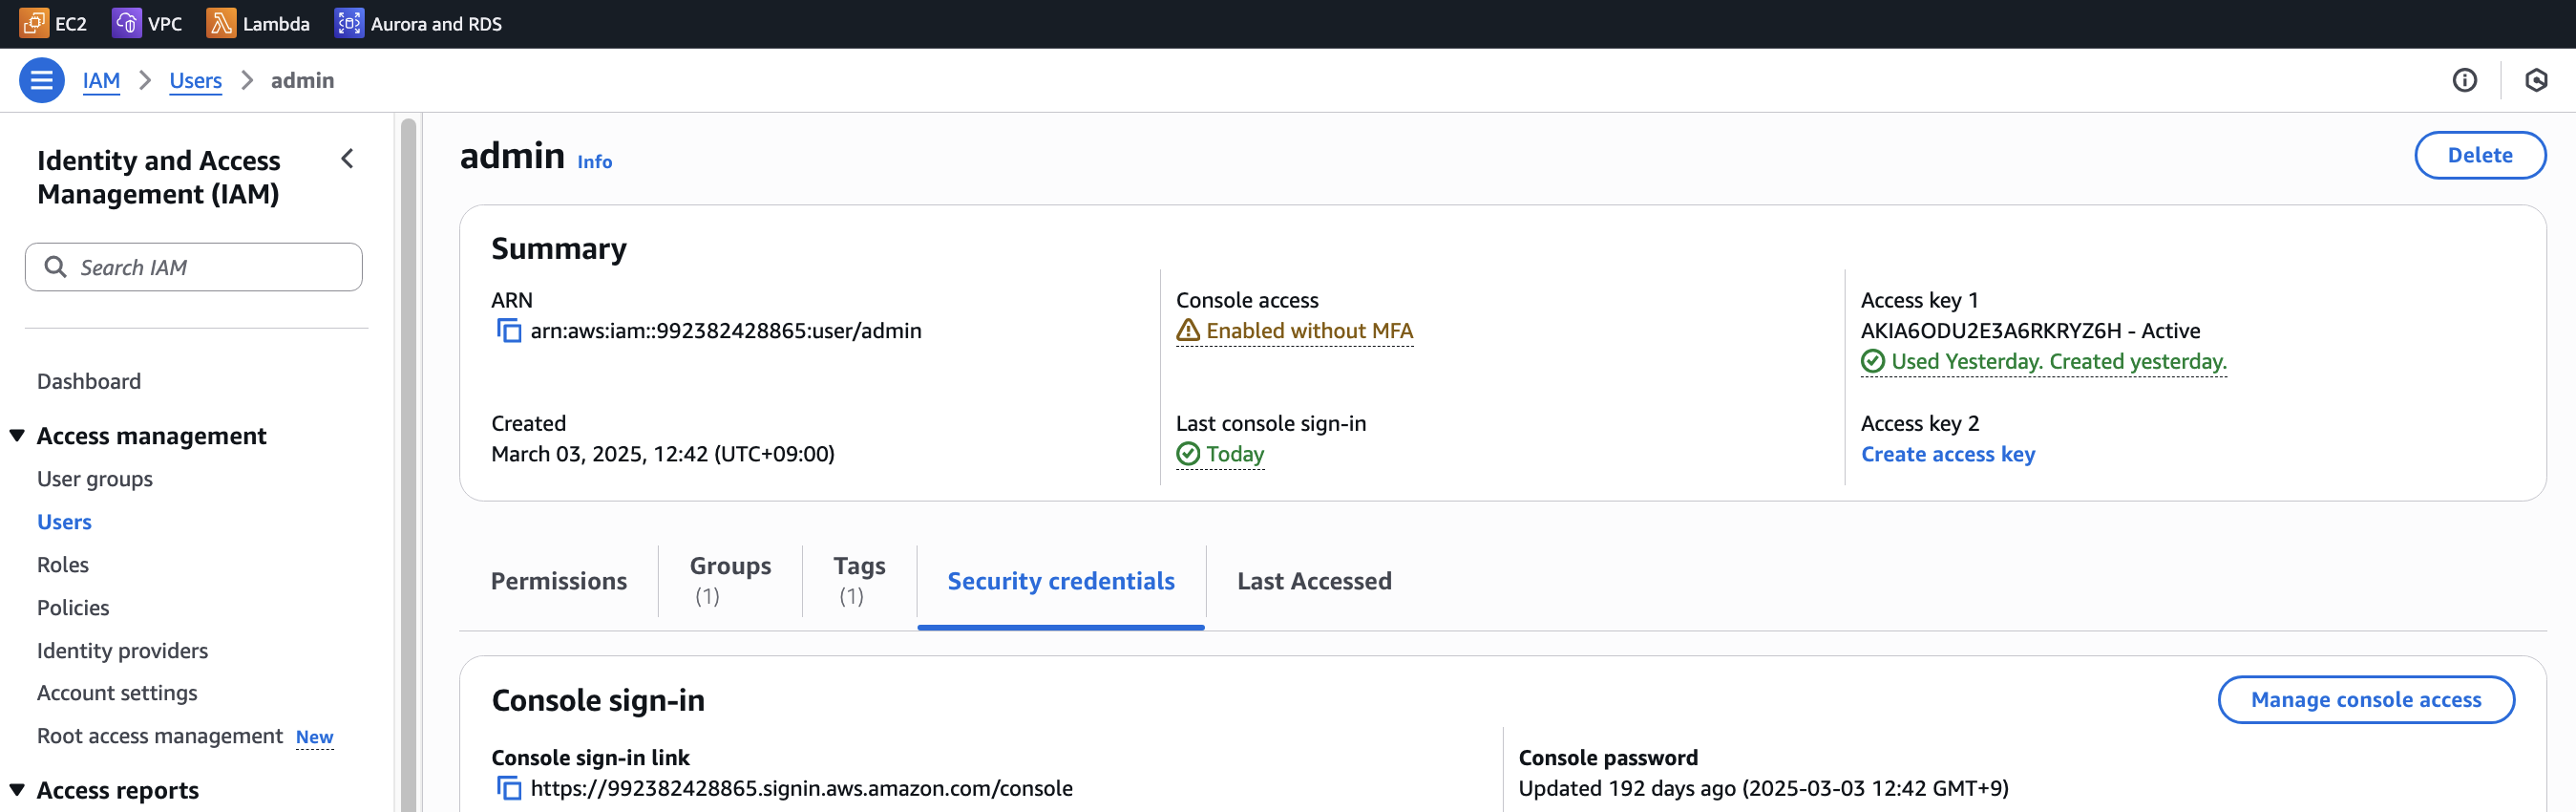 EC2 VPC Lambda Aurora and RDS
IAM > Users > admin
Identity and Access
Management (IAM)
Search IAM
Dashboard
Access management
User groups
Users
Roles
Policies
Identity providers
Account settings
Root access management New
Access reports
admin Info
Delete
Summary
ARN
arn:aws:iam::992382428865:user/admin
Created
March 03, 2025, 12:42 (UTC+09:00)
Console access
Enabled without MFA
Last console sign-in
Today
Access key 1
AKIA6ODU2E3A6RKRYZ6H - Active
Used Yesterday. Created yesterday.
Access key 2
Create access key
Permissions
Groups
(1)
Tags
(1)
Security credentials
Last Accessed
Console sign-in
Manage console access
Console sign-in link
https://992382428865.signin.aws.amazon.com/console
Console password
Updated 192 days ago (2025-03-03 12:42 GMT+9)